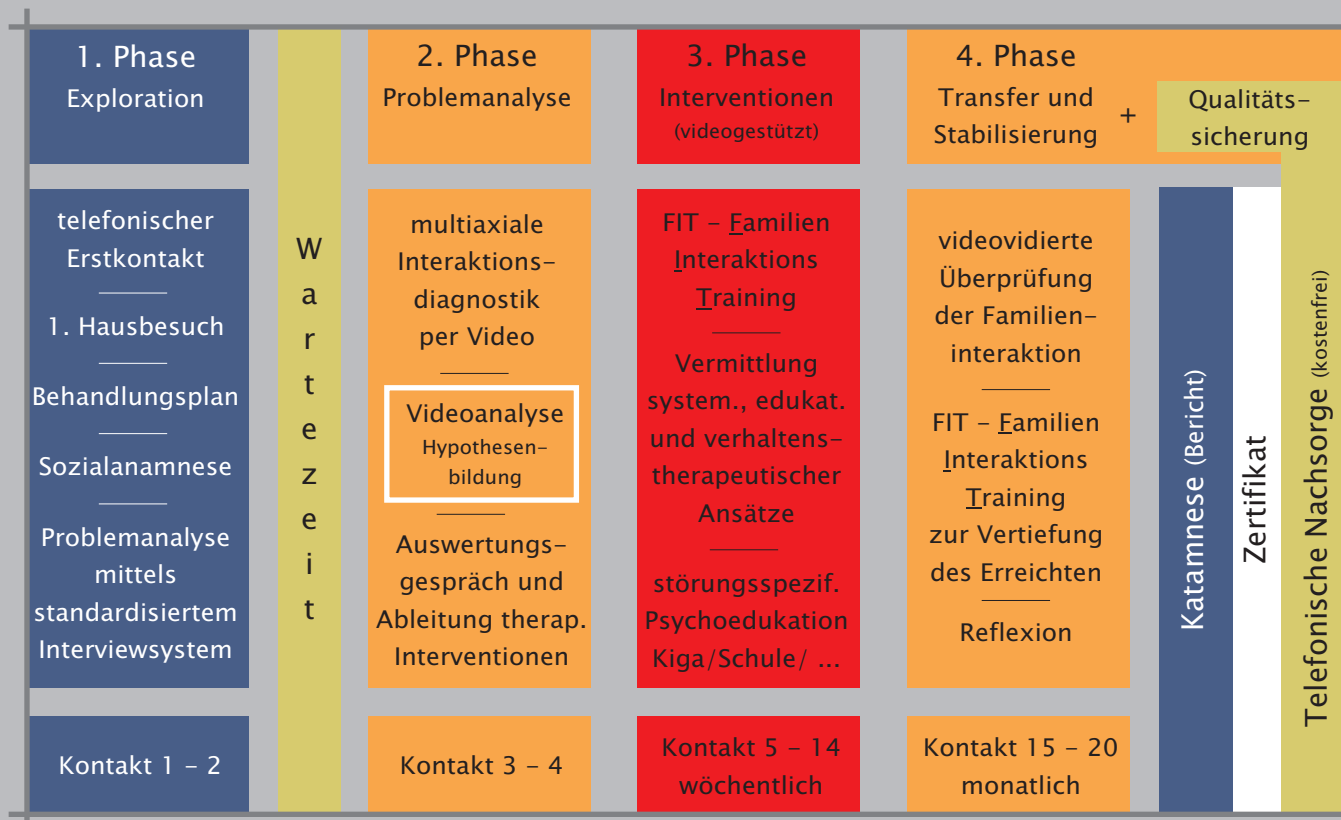 1. Phase
Exploration
telefonischer
Erstkontakt
1. Hausbesuch
Behandlungsplan
Sozialanamnese
Problemanalyse
mittels
standardisiertem
Interviewsystem
Kontakt 1 – 2
Wartezeit
2. Phase
Problemanalyse
multiaxiale
Interaktions–
diagnostik
per Video
Videoanalyse
Hypothesen–
bildung
Auswertungs–
gespräch und
Ableitung therap.
Interventionen
Kontakt 3 – 4
3. Phase
Interventionen
(videogestützt)
FIT – Familien
Interaktions
Training
Vermittlung
system., edukat.
und verhaltens–
therapeutischer
Ansätze
störungsspezif.
Psychoedukation
Kiga/Schule/ ...
Kontakt 5 – 14
wöchentlich
4. Phase
Transfer und
Stabilisierung
+
Qualitäts–
sicherung
videovidierte
Überprüfung
der Familien–
interaktion
FIT – Familien
Interaktions
Training
zur Vertiefung
des Erreichten
Reflexion
Kontakt 15 – 20
monatlich
Katamnese (Bericht)
Zertifikat
Telefonische Nachsorge (kostenfrei)